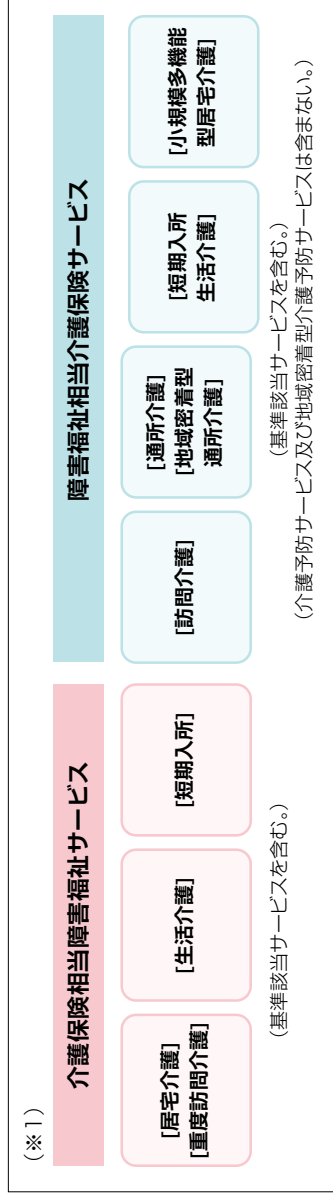 (※1)
介護保険相当障害福祉サービス
[居宅介護]
[重度訪問介護]
[生活介護]
[短期入所]
(基準該当サービスを含む。)
障害福祉相当介護保険サービス
[訪問介護]
[通所介護]
[地域密着型
通所介護]
[短期入所
生活介護]
[小規模多機能
型居宅介護]
(基準該当サービスを含む。)
(介護予防サービス及び地域密着型介護予防サービスは含まない。)